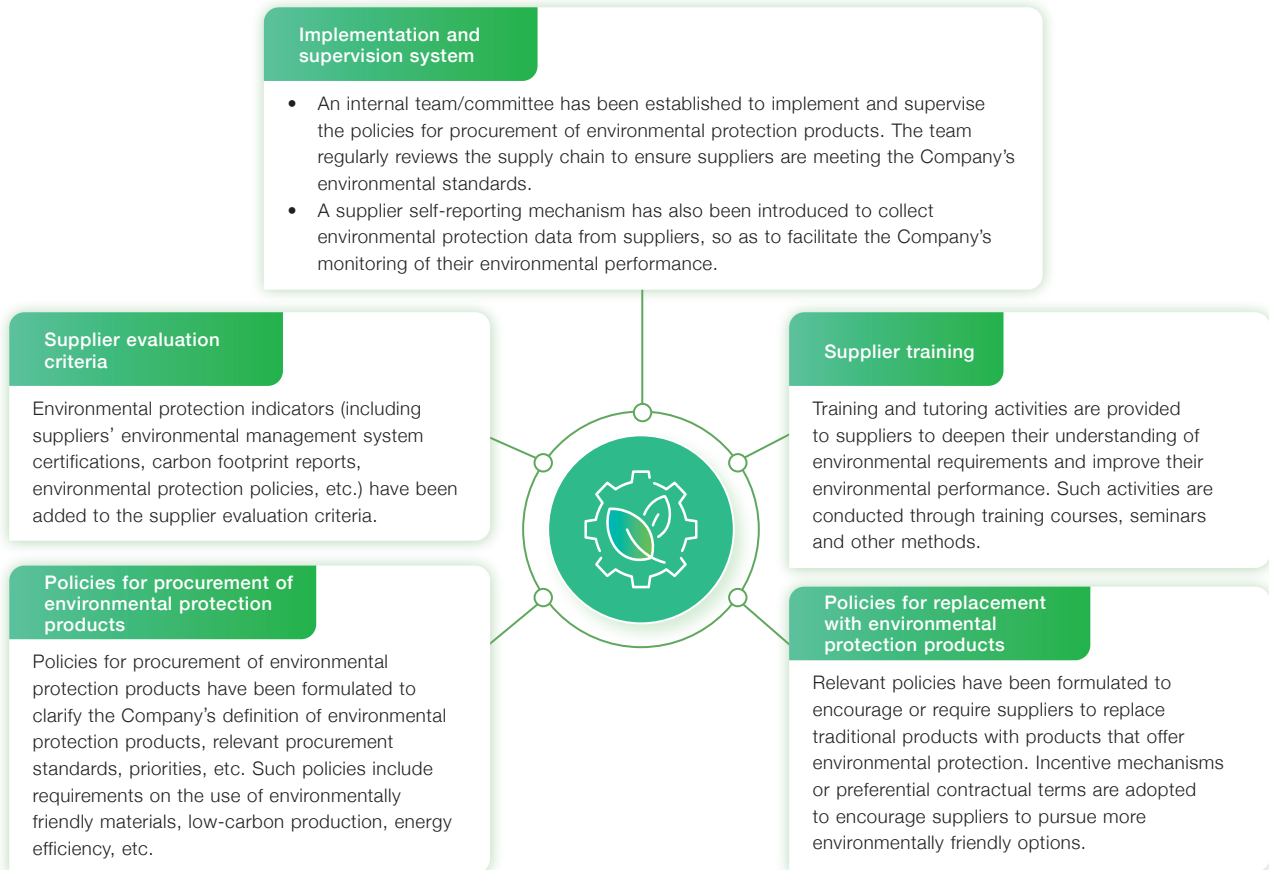 Implementation and
supervision system
• An internal team/committee has been established to implement and supervise
the policies for procurement of environmental protection products. The team
regularly reviews the supply chain to ensure suppliers are meeting the Company’s
environmental standards.
• A supplier self-reporting mechanism has also been introduced to collect
environmental protection data from suppliers, so as to facilitate the Company’s
monitoring of their environmental performance.
Supplier evaluation
criteria
Environmental protection indicators (including
suppliers’ environmental management system
certifications, carbon footprint reports,
environmental protection policies, etc.) have been
added to the supplier evaluation criteria.
Supplier training
Training and tutoring activities are provided
to suppliers to deepen their understanding of
environmental requirements and improve their
environmental performance. Such activities are
conducted through training courses, seminars
and other methods.
Policies for procurement of
environmental protection
products
Policies for procurement of environmental
protection products have been formulated to
clarify the Company’s definition of environmental
protection products, relevant procurement
standards, priorities, etc. Such policies include
requirements on the use of environmentally
friendly materials, low-carbon production, energy
efficiency, etc.
Policies for replacement
with environmental
protection products
Relevant policies have been formulated to
encourage or require suppliers to replace
traditional products with products that offer
environmental protection. Incentive mechanisms
or preferential contractual terms are adopted
to encourage suppliers to pursue more
environmentally friendly options.